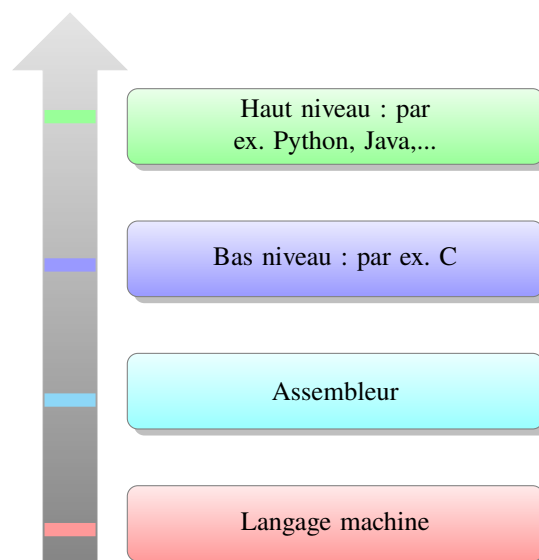 Haut niveau : par
ex. Python, Java,...
Bas niveau : par ex. C
Assembleur
Langage machine